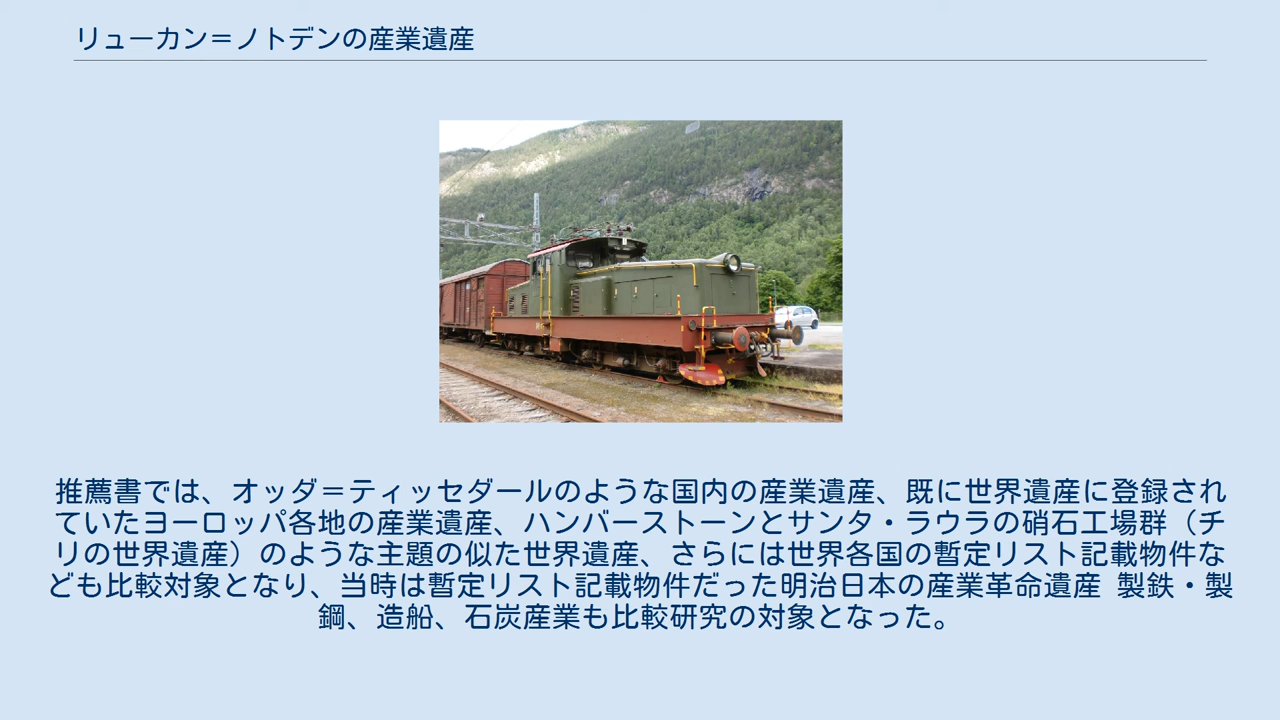 リューカン＝ノトデンの産業遺産
推薦書では、オッダ＝ティッセダールのような国内の産業遺産、既に世界遺産に登録され
ていたヨーロッパ各地の産業遺産、ハンバーストーンとサンタ・ラウラの硝石工場群（チ
リの世界遺産）のような主題の似た世界遺産、さらには世界各国の暫定リスト記載物件な
ども比較対象となり、当時は暫定リスト記載物件だった明治日本の産業革命遺産 製鉄・製
鋼、造船、石炭産業も比較研究の対象となった。